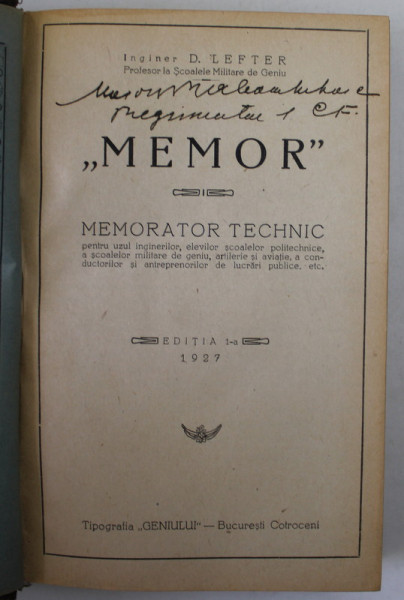 Inginer D. LEFTER
Profesor la Școalele Militare de Geniu
Regimentul 1 C.F.
„MEMOR”
MEMORATOR TECHNIC
pentru uzul inginerilor, elevilor școalelor politechnice,
a școalelor militare de geniu, artilerie și aviație, a con-
ductorilor și antreprenorilor de lucrări publice, etc.
EDIȚIA 1-a
1927
Tipografia „GENIULUI” — București Cotroceni